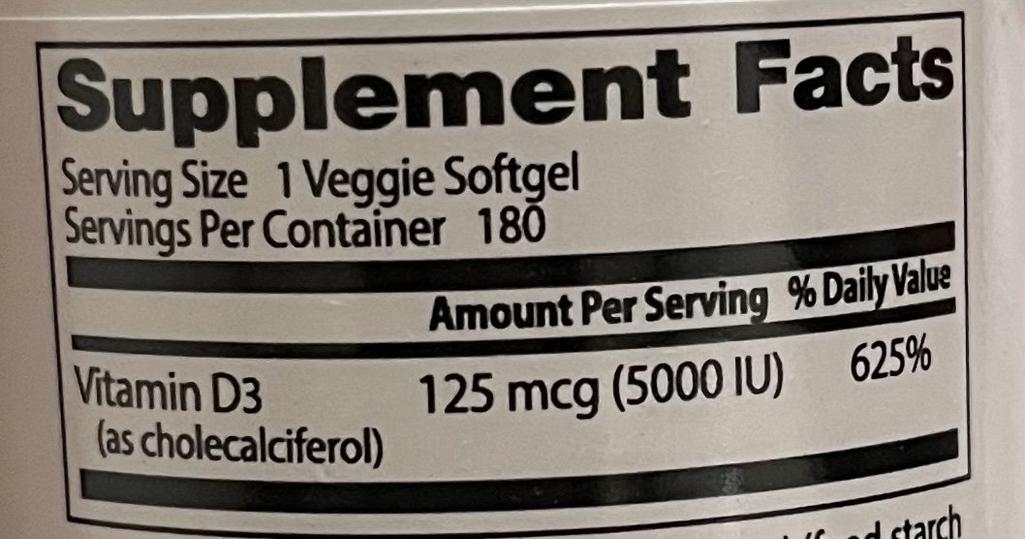 Supplement Facts
Serving Size 1 Veggie Softgel
Servings Per Container 180
Amount Per Serving % Daily Value
Vitamin D3 125 mcg (5000 IU) 625%
(as cholecalciferol)
starch